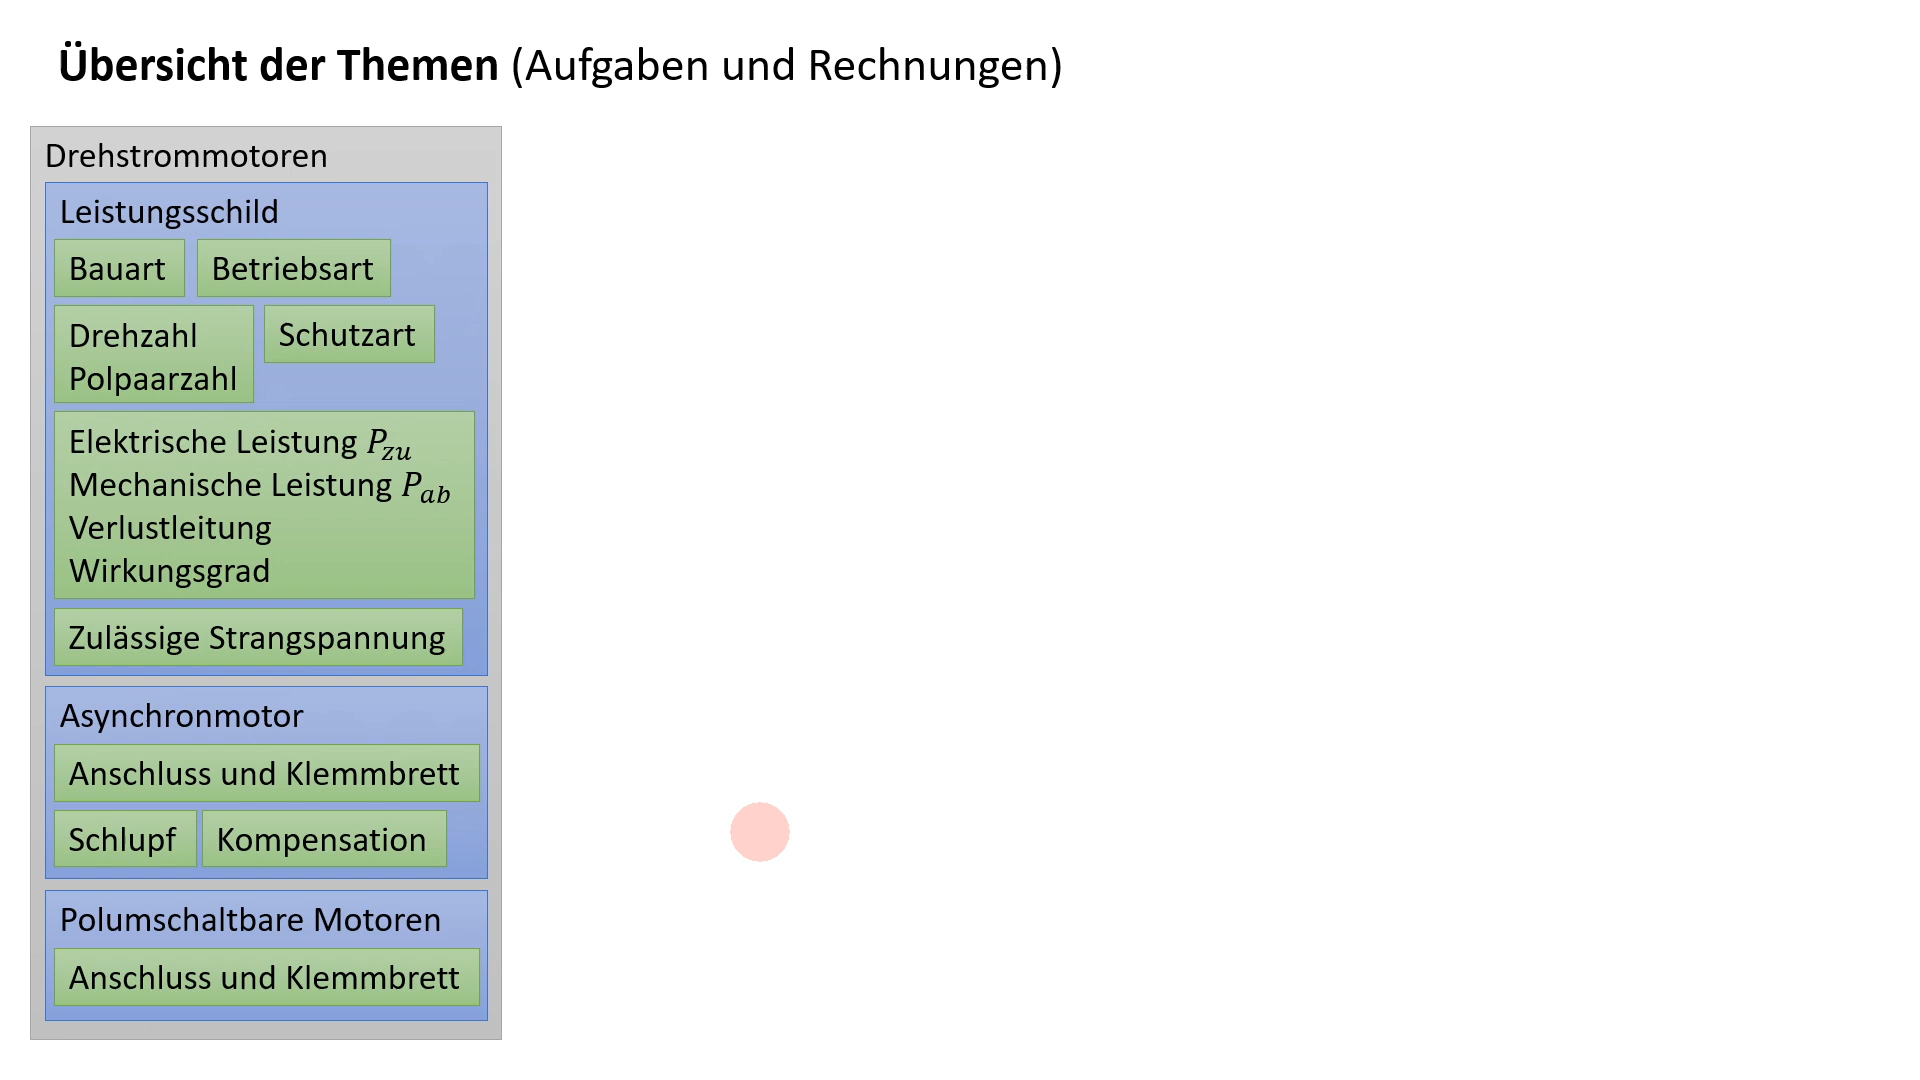 Übersicht der Themen (Aufgaben und Rechnungen)
Drehstrommotoren
Leistungsschild
Bauart
Betriebsart
Drehzahl
Polpaarzahl
Schutzart
Elektrische Leistung P_zu
Mechanische Leistung P_ab
Verlustleitung
Wirkungsgrad
Zulässige Strangspannung
Asynchronmotor
Anschluss und Klemmbrett
Schlupf
Kompensation
Polumschaltbare Motoren
Anschluss und Klemmbrett